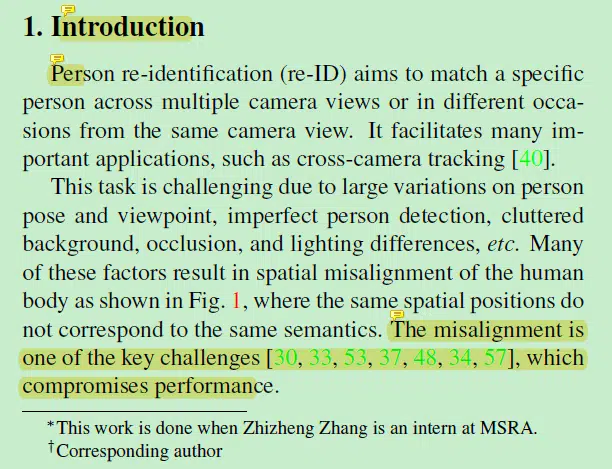 1. Introduction
Person re-identification (re-ID) aims to match a specific
person across multiple camera views or in different occa-
sions from the same camera view. It facilitates many im-
portant applications, such as cross-camera tracking [40].
This task is challenging due to large variations on person
pose and viewpoint, imperfect person detection, cluttered
background, occlusion, and lighting differences, etc. Many
of these factors result in spatial misalignment of the human
body as shown in Fig. 1, where the same spatial positions do
not correspond to the same semantics. The misalignment is
one of the key challenges [30, 33, 53, 37, 48, 34, 57], which
compromises performance.
*This work is done when Zhizheng Zhang is an intern at MSRA.
†Corresponding author